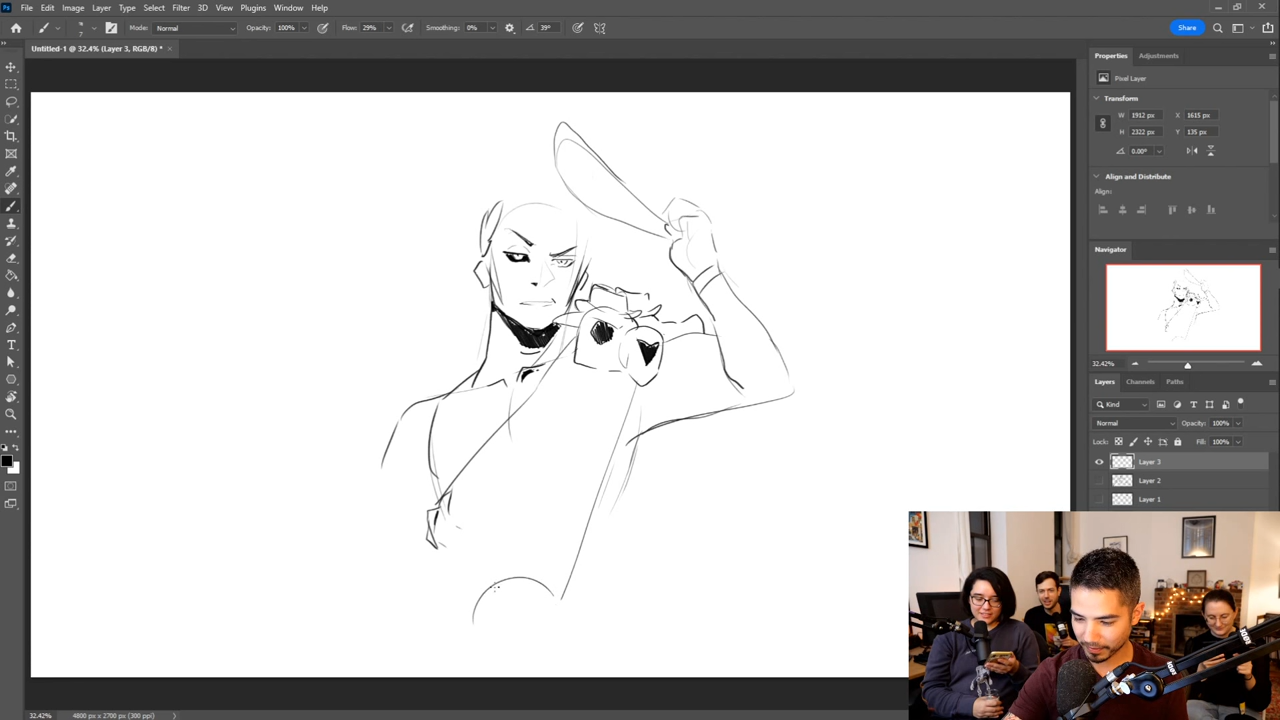 Ps File Edit Image Layer Type Select Filter 3D View Plugins Window Help
7 Mode: Normal Opacity: 100% Flow: 29% Smoothing: 0% 39° Share
Untitled-1 @ 32.4% (Layer 3, RGB/8) * ×
Properties Adjustments
Pixel Layer
Transform
W 1912 px X 1615 px
H 2322 px Y 135 px
0.00°
Align and Distribute
Align:
Navigator
32.42%
Layers Channels Paths
Kind
Normal Opacity: 100%
Lock: Fill: 100%
Layer 3
Layer 2
Layer 1
32.42% 4800 px x 2700 px (300 ppi)